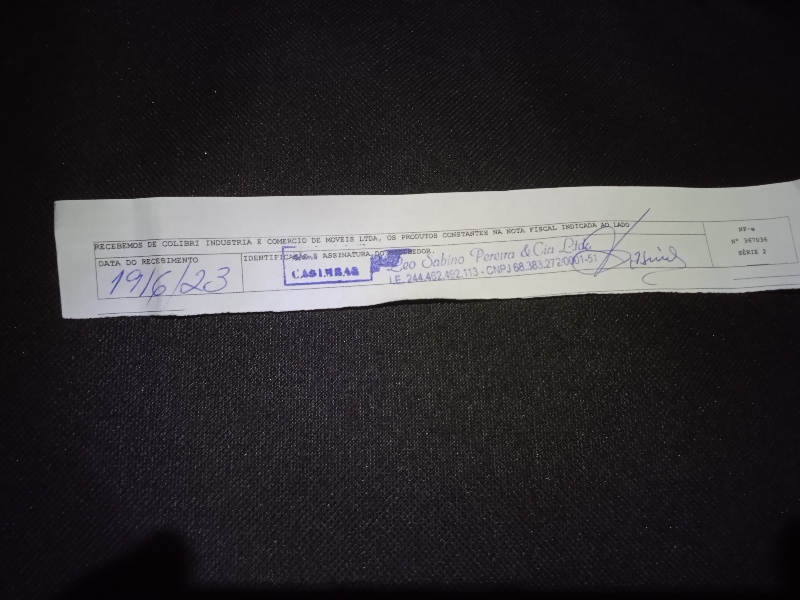 RECEBEMOS DE COLIBRI INDUSTRIA E COMERCIO DE MOVEIS LTDA, OS PRODUTOS CONSTANTES NA NOTA FISCAL INDICADA AO LADO
NF-e
Nº 367036
SÉRIE 2
DATA DO RECEBIMENTO
19/6/23
IDENTIFICAÇÃO E ASSINATURA DO RECEBEDOR.
Leo Sabino Pereira & Cia Ltda
I.E. 244.462.492.113 - CNPJ 68.383.272/0001-51